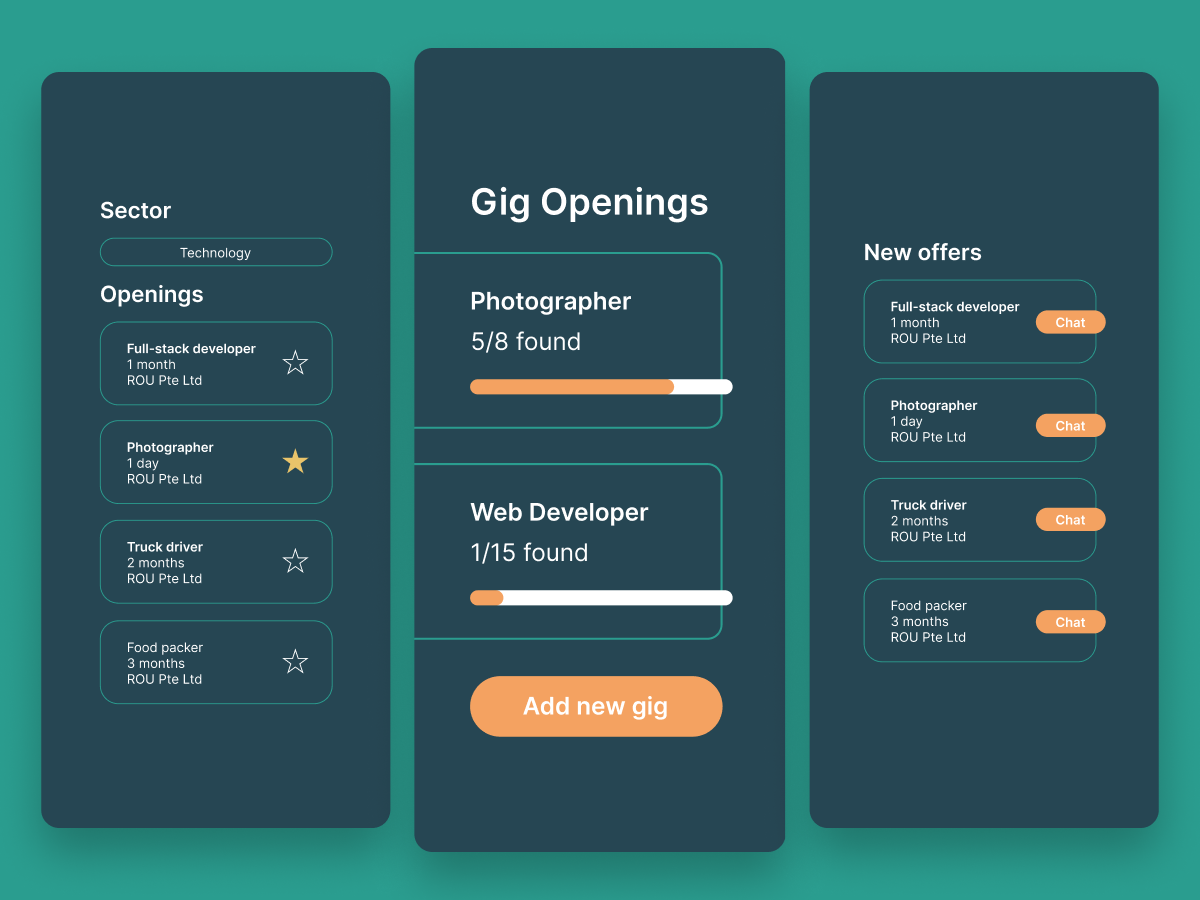 Sector
Technology
Openings
Full-stack developer
1 month
ROU Pte Ltd
Photographer
1 day
ROU Pte Ltd
Truck driver
2 months
ROU Pte Ltd
Food packer
3 months
ROU Pte Ltd
Gig Openings
Photographer
5/8 found
Web Developer
1/15 found
Add new gig
New offers
Full-stack developer
1 month
ROU Pte Ltd
Chat
Photographer
1 day
ROU Pte Ltd
Chat
Truck driver
2 months
ROU Pte Ltd
Chat
Food packer
3 months
ROU Pte Ltd
Chat